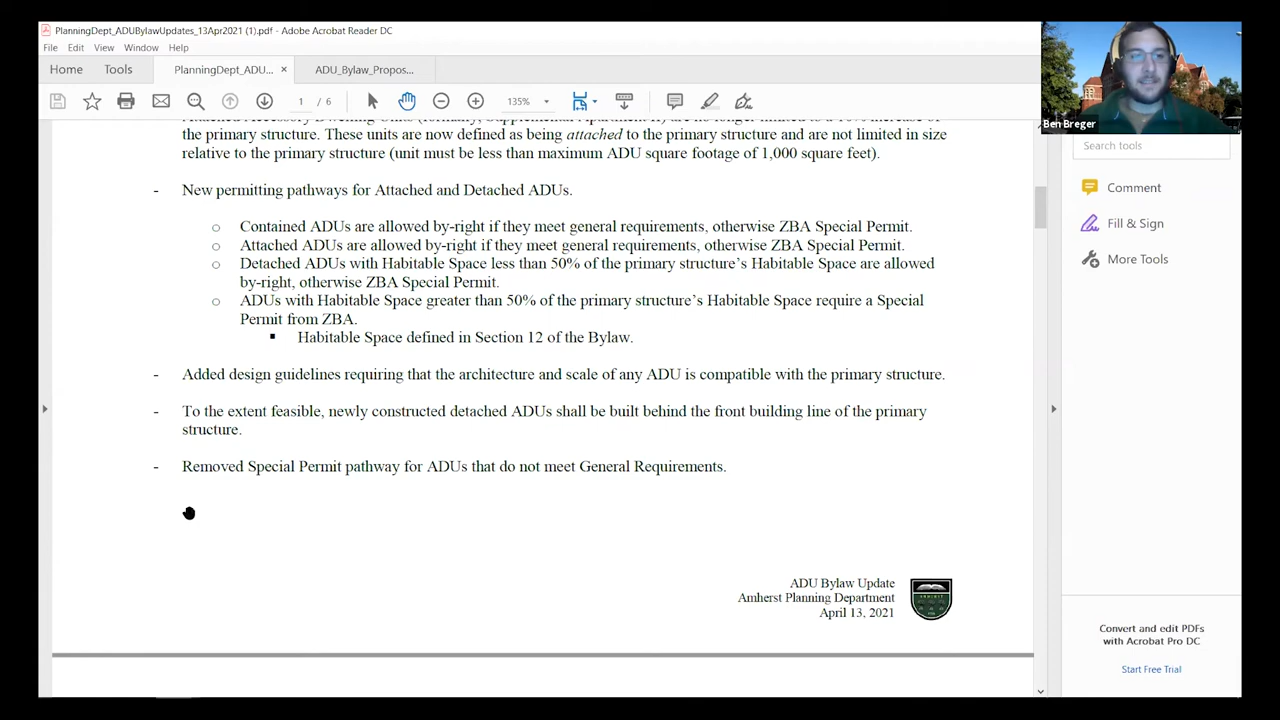 PlanningDept_ADUBylawUpdates_13Apr2021 (1).pdf - Adobe Acrobat Reader DC
File Edit View Window Help
Home Tools PlanningDept_ADU... × ADU_Bylaw_Propos...
1 / 6 135%
Ben Breger
Search tools
Comment
Fill & Sign
More Tools
the primary structure. The units are now defined as being attached to the primary structure and are not limited in size
relative to the primary structure (unit must be less than maximum ADU square footage of 1,000 square feet).
- New permitting pathways for Attached and Detached ADUs.
o Contained ADUs are allowed by-right if they meet general requirements, otherwise ZBA Special Permit.
o Attached ADUs are allowed by-right if they meet general requirements, otherwise ZBA Special Permit.
o Detached ADUs with Habitable Space less than 50% of the primary structure's Habitable Space are allowed
by-right, otherwise ZBA Special Permit.
o ADUs with Habitable Space greater than 50% of the primary structure's Habitable Space require a Special
Permit from ZBA.
▪ Habitable Space defined in Section 12 of the Bylaw.
- Added design guidelines requiring that the architecture and scale of any ADU is compatible with the primary structure.
- To the extent feasible, newly constructed detached ADUs shall be built behind the front building line of the primary
structure.
- Removed Special Permit pathway for ADUs that do not meet General Requirements.
ADU Bylaw Update
Amherst Planning Department
April 13, 2021
Convert and edit PDFs
with Acrobat Pro DC
Start Free Trial